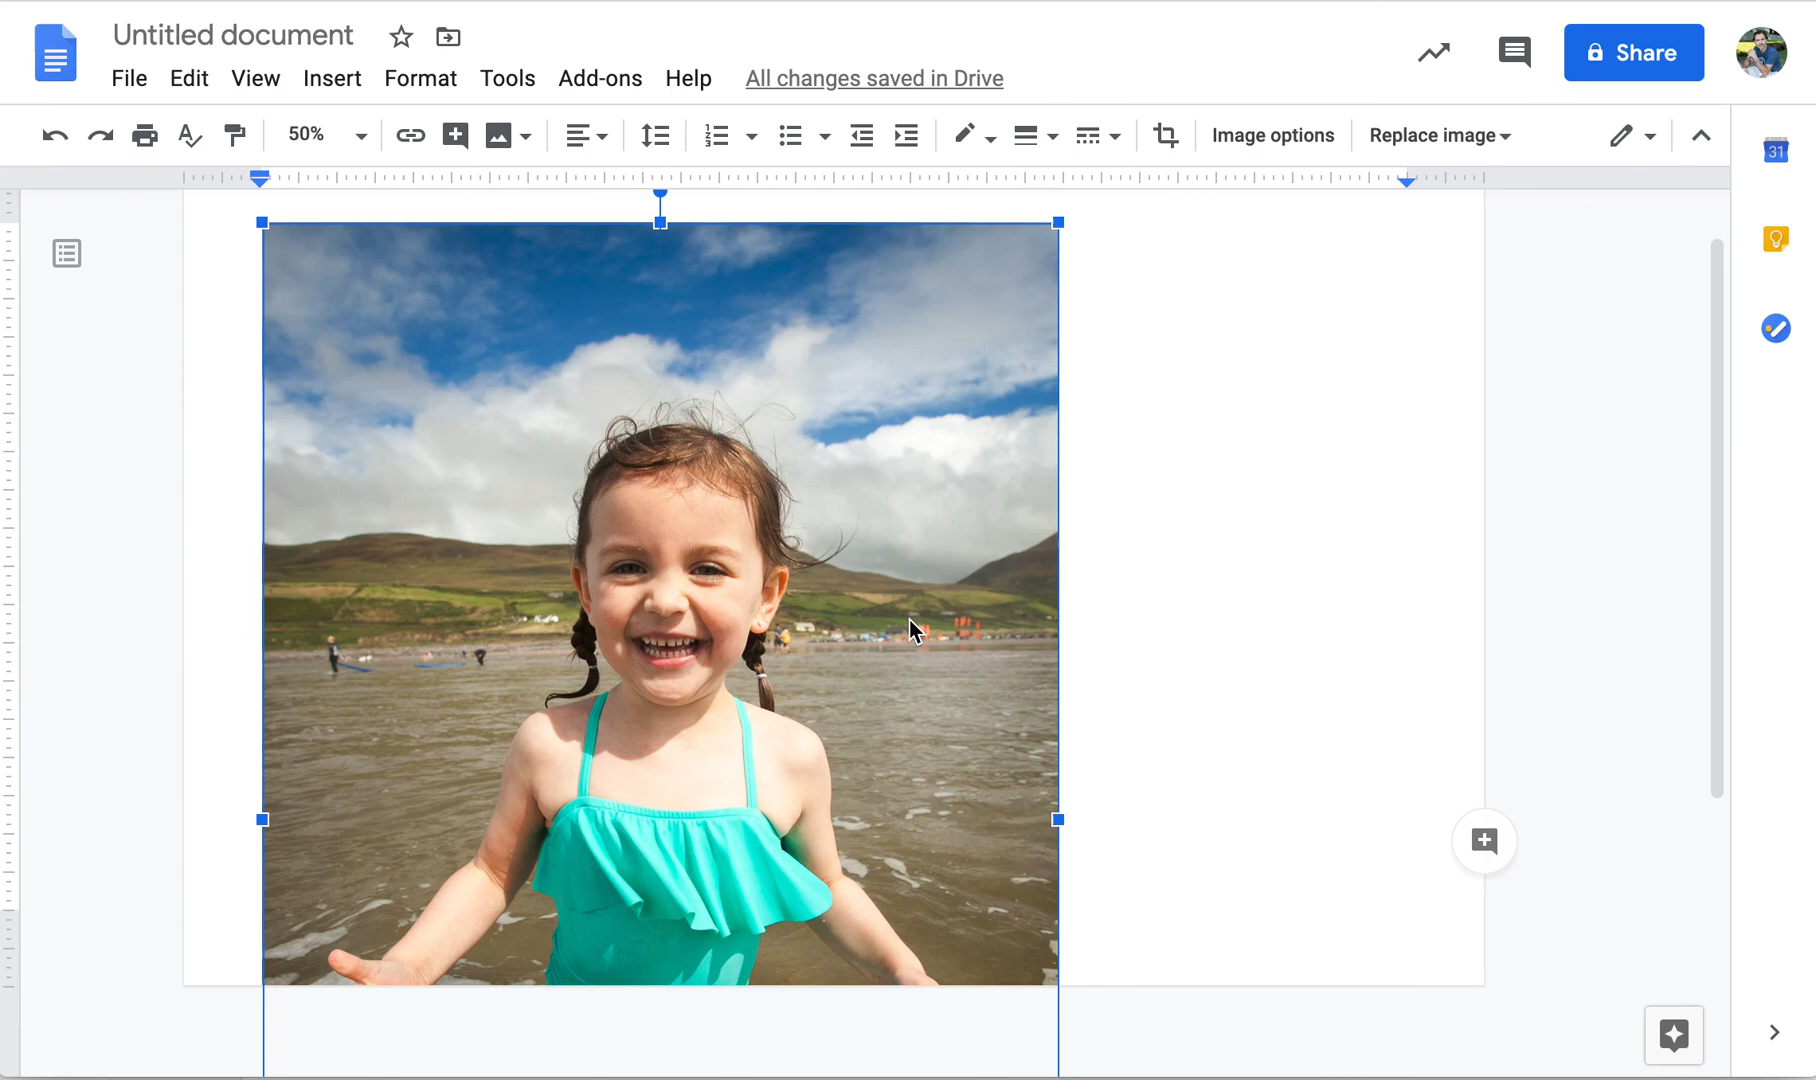 Untitled document
File Edit View Insert Format Tools Add-ons Help All changes saved in Drive
Share
50% Image options Replace image
31